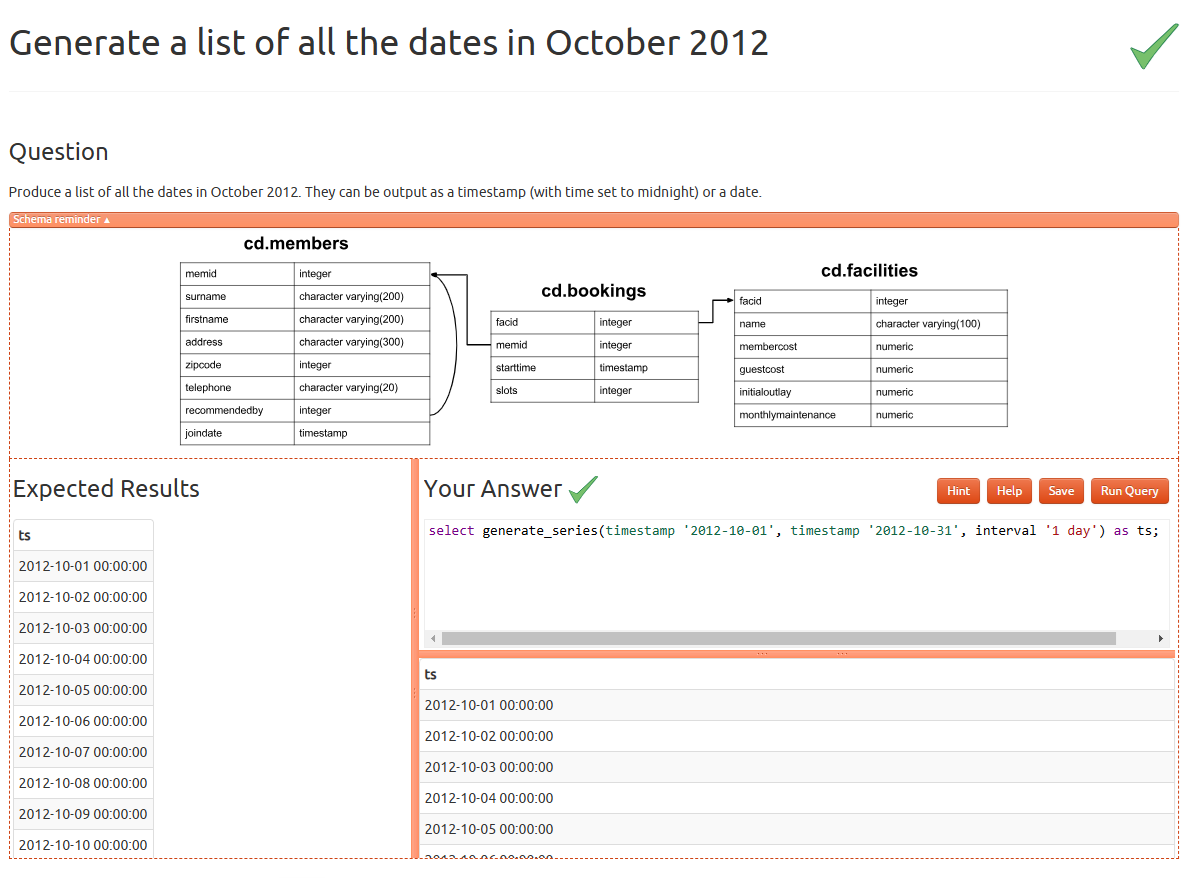 Generate a list of all the dates in October 2012
Question
Produce a list of all the dates in October 2012. They can be output as a timestamp (with time set to midnight) or a date.
Schema reminder ▲
cd.members
memid integer
surname character varying(200)
firstname character varying(200)
address character varying(300)
zipcode integer
telephone character varying(20)
recommendedby integer
joindate timestamp
cd.bookings
facid integer
memid integer
starttime timestamp
slots integer
cd.facilities
facid integer
name character varying(100)
membercost numeric
guestcost numeric
initialoutlay numeric
monthlymaintenance numeric
Expected Results
ts
2012-10-01 00:00:00
2012-10-02 00:00:00
2012-10-03 00:00:00
2012-10-04 00:00:00
2012-10-05 00:00:00
2012-10-06 00:00:00
2012-10-07 00:00:00
2012-10-08 00:00:00
2012-10-09 00:00:00
2012-10-10 00:00:00
Your Answer
Hint Help Save Run Query
select generate_series(timestamp '2012-10-01', timestamp '2012-10-31', interval '1 day') as ts;
ts
2012-10-01 00:00:00
2012-10-02 00:00:00
2012-10-03 00:00:00
2012-10-04 00:00:00
2012-10-05 00:00:00
2012-10-06 00:00:00